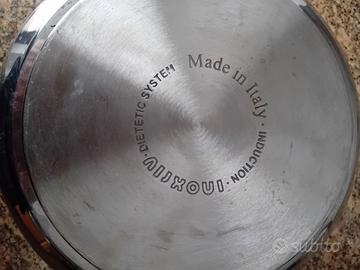 Made in Italy
· INDUCTION ·
INOXRIV
· DIETETIC SYSTEM
subito